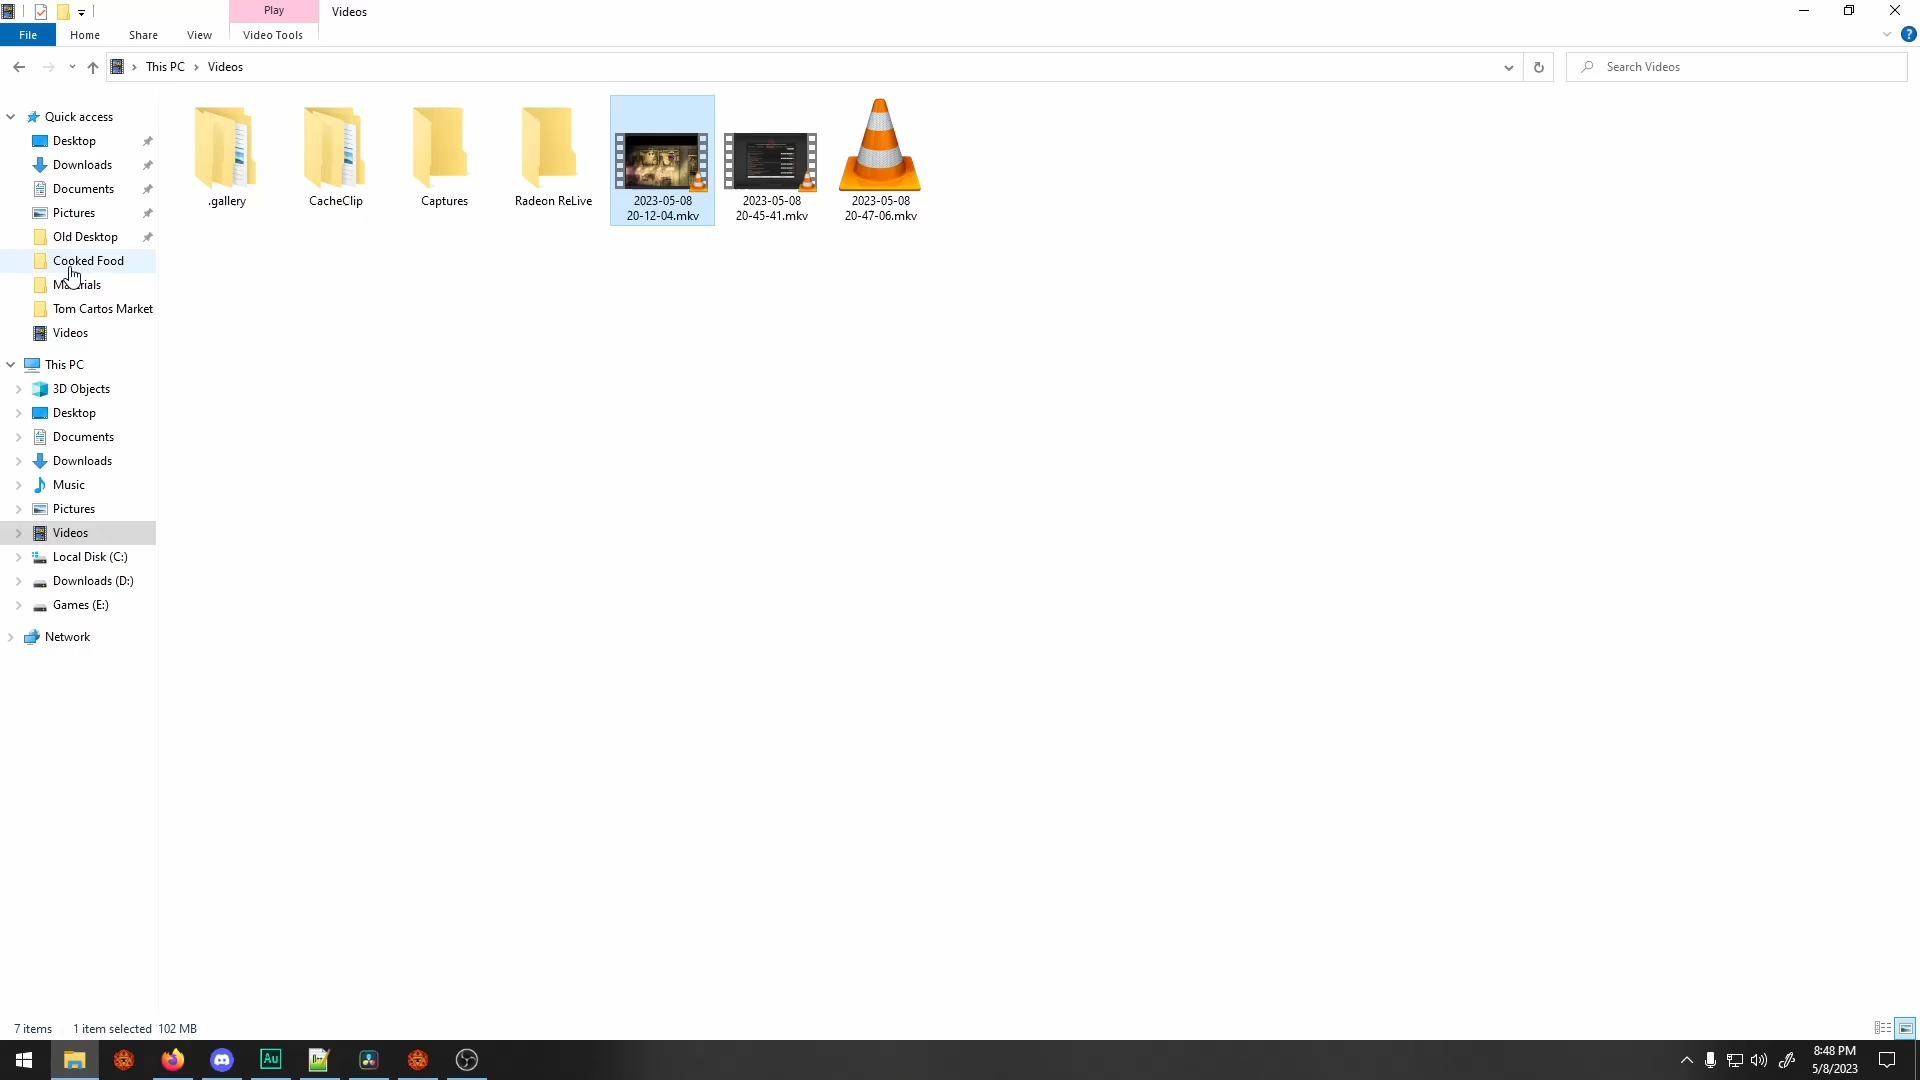 Play
Videos
File
Home
Share
View
Video Tools
This PC
Videos
Search Videos
Quick access
Desktop
Downloads
Documents
Pictures
Old Desktop
Cooked Food
Tom Cartos Market
Videos
This PC
3D Objects
Desktop
Documents
Downloads
Music
Pictures
Videos
Local Disk (C:)
Downloads (D:)
Games (E:)
Network
.gallery
CacheClip
Captures
Radeon ReLive
2023-05-08
20-12-04.mkv
2023-05-08
20-45-41.mkv
2023-05-08
20-47-06.mkv
7 items
1 item selected 102 MB
Au
8:48 PM
5/8/2023